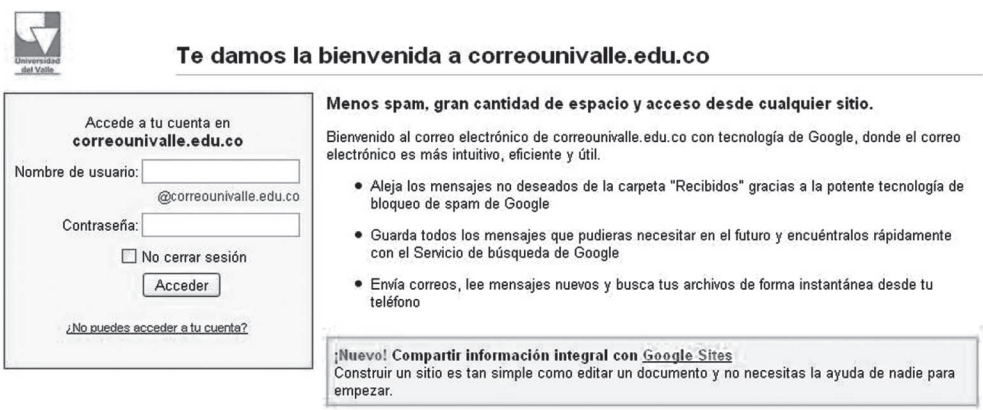 Universidad
del Valle
Te damos la bienvenida a correounivalle.edu.co
Accede a tu cuenta en
correounivalle.edu.co
Nombre de usuario:
@correounivalle.edu.co
Contraseña:
No cerrar sesión
Acceder
¿No puedes acceder a tu cuenta?
Menos spam, gran cantidad de espacio y acceso desde cualquier sitio.
Bienvenido al correo electrónico de correounivalle.edu.co con tecnología de Google, donde el correo
electrónico es más intuitivo, eficiente y útil.
• Aleja los mensajes no deseados de la carpeta "Recibidos" gracias a la potente tecnología de
bloqueo de spam de Google
• Guarda todos los mensajes que pudieras necesitar en el futuro y encuéntralos rápidamente
con el Servicio de búsqueda de Google
• Envía correos, lee mensajes nuevos y busca tus archivos de forma instantánea desde tu
teléfono
¡Nuevo! Compartir información integral con Google Sites
Construir un sitio es tan simple como editar un documento y no necesitas la ayuda de nadie para
empezar.